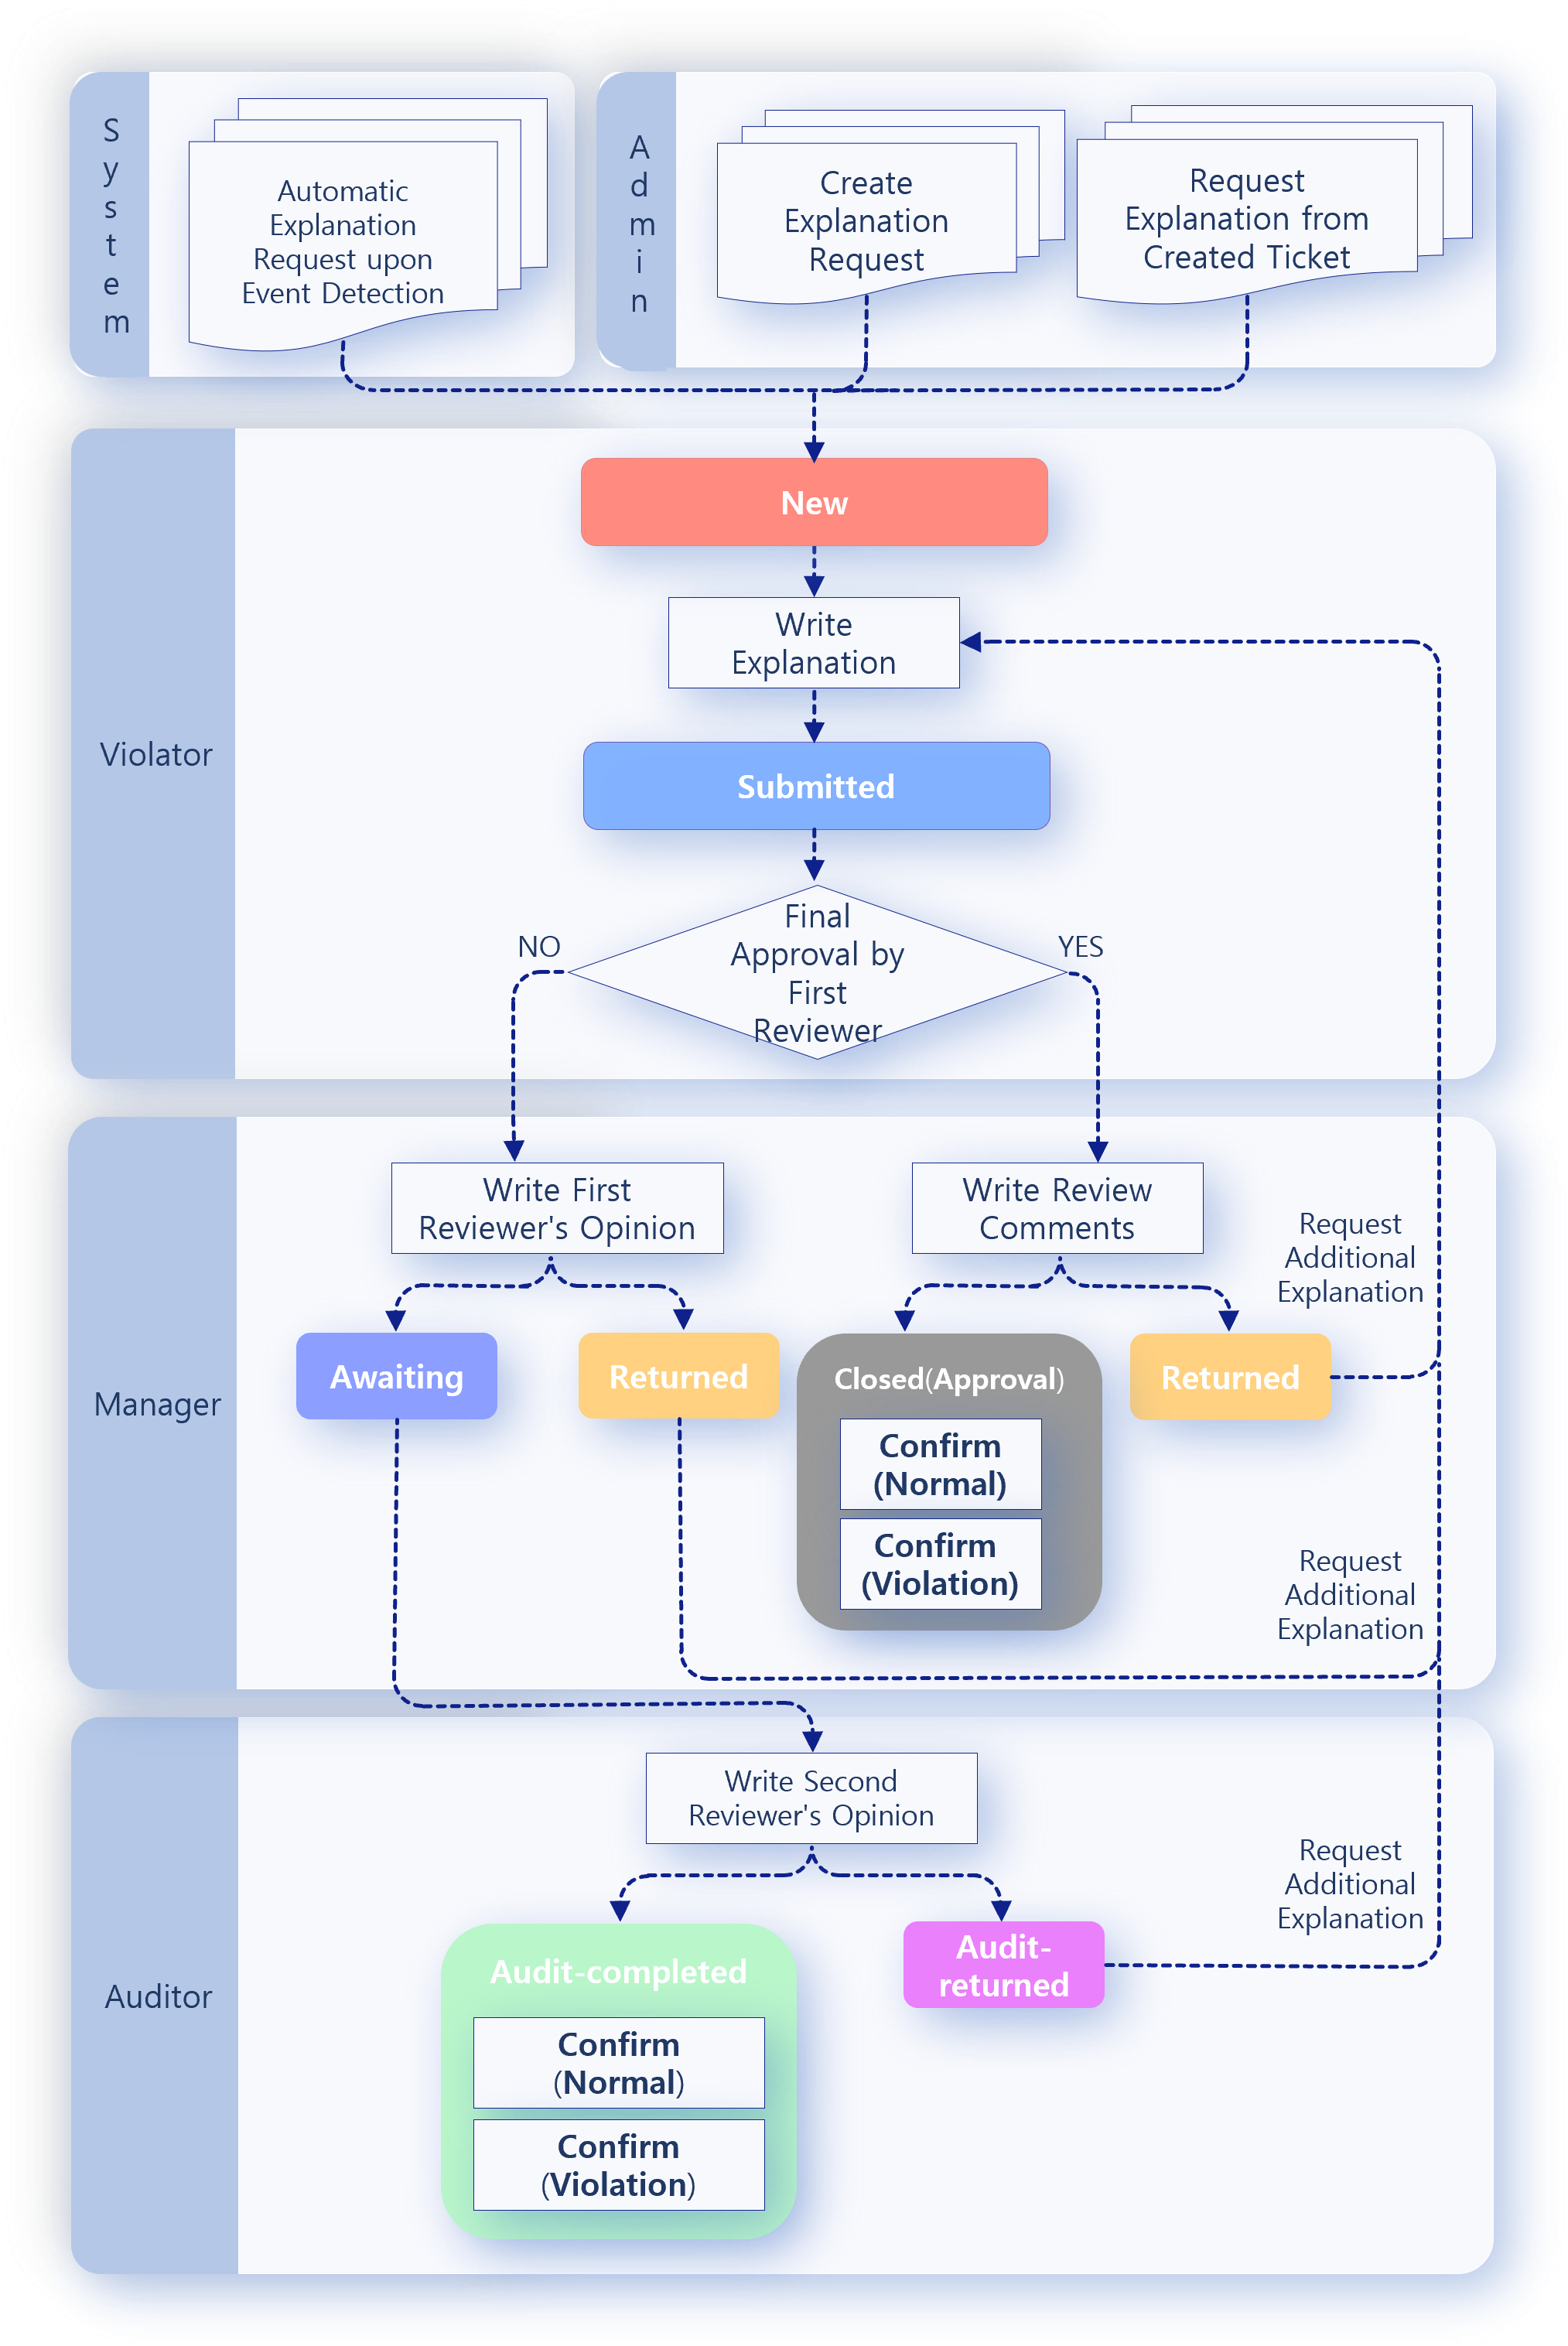 System
Automatic
Explanation
Request upon
Event Detection
Admin
Create
Explanation
Request
Request
Explanation from
Created Ticket
Violator
New
Write
Explanation
Submitted
Final
Approval by
First
Reviewer
NO
YES
Manager
Write First
Reviewer's Opinion
Write Review
Comments
Request
Additional
Explanation
Awaiting
Returned
Closed(Approval)
Confirm
(Normal)
Confirm
(Violation)
Returned
Request
Additional
Explanation
Auditor
Write Second
Reviewer's Opinion
Request
Additional
Explanation
Audit-completed
Confirm
(Normal)
Confirm
(Violation)
Audit-
returned